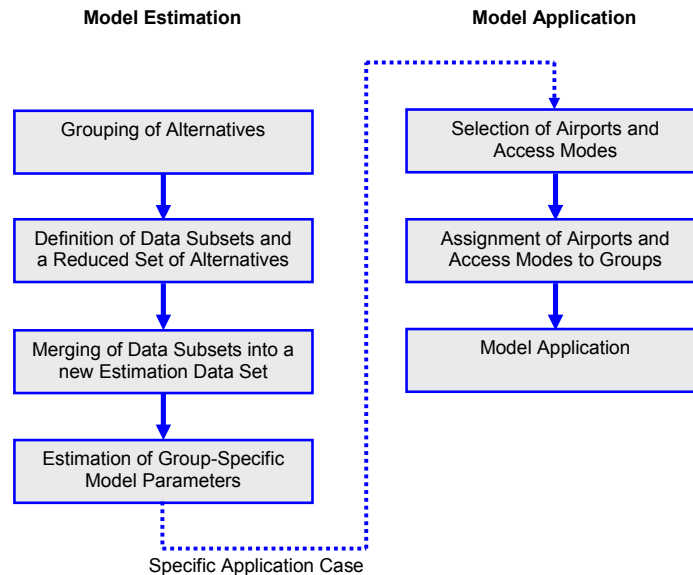 Model Estimation
Grouping of Alternatives
Definition of Data Subsets and
a Reduced Set of Alternatives
Merging of Data Subsets into a
new Estimation Data Set
Estimation of Group-Specific
Model Parameters
Specific Application Case
Model Application
Selection of Airports and
Access Modes
Assignment of Airports and
Access Modes to Groups
Model Application